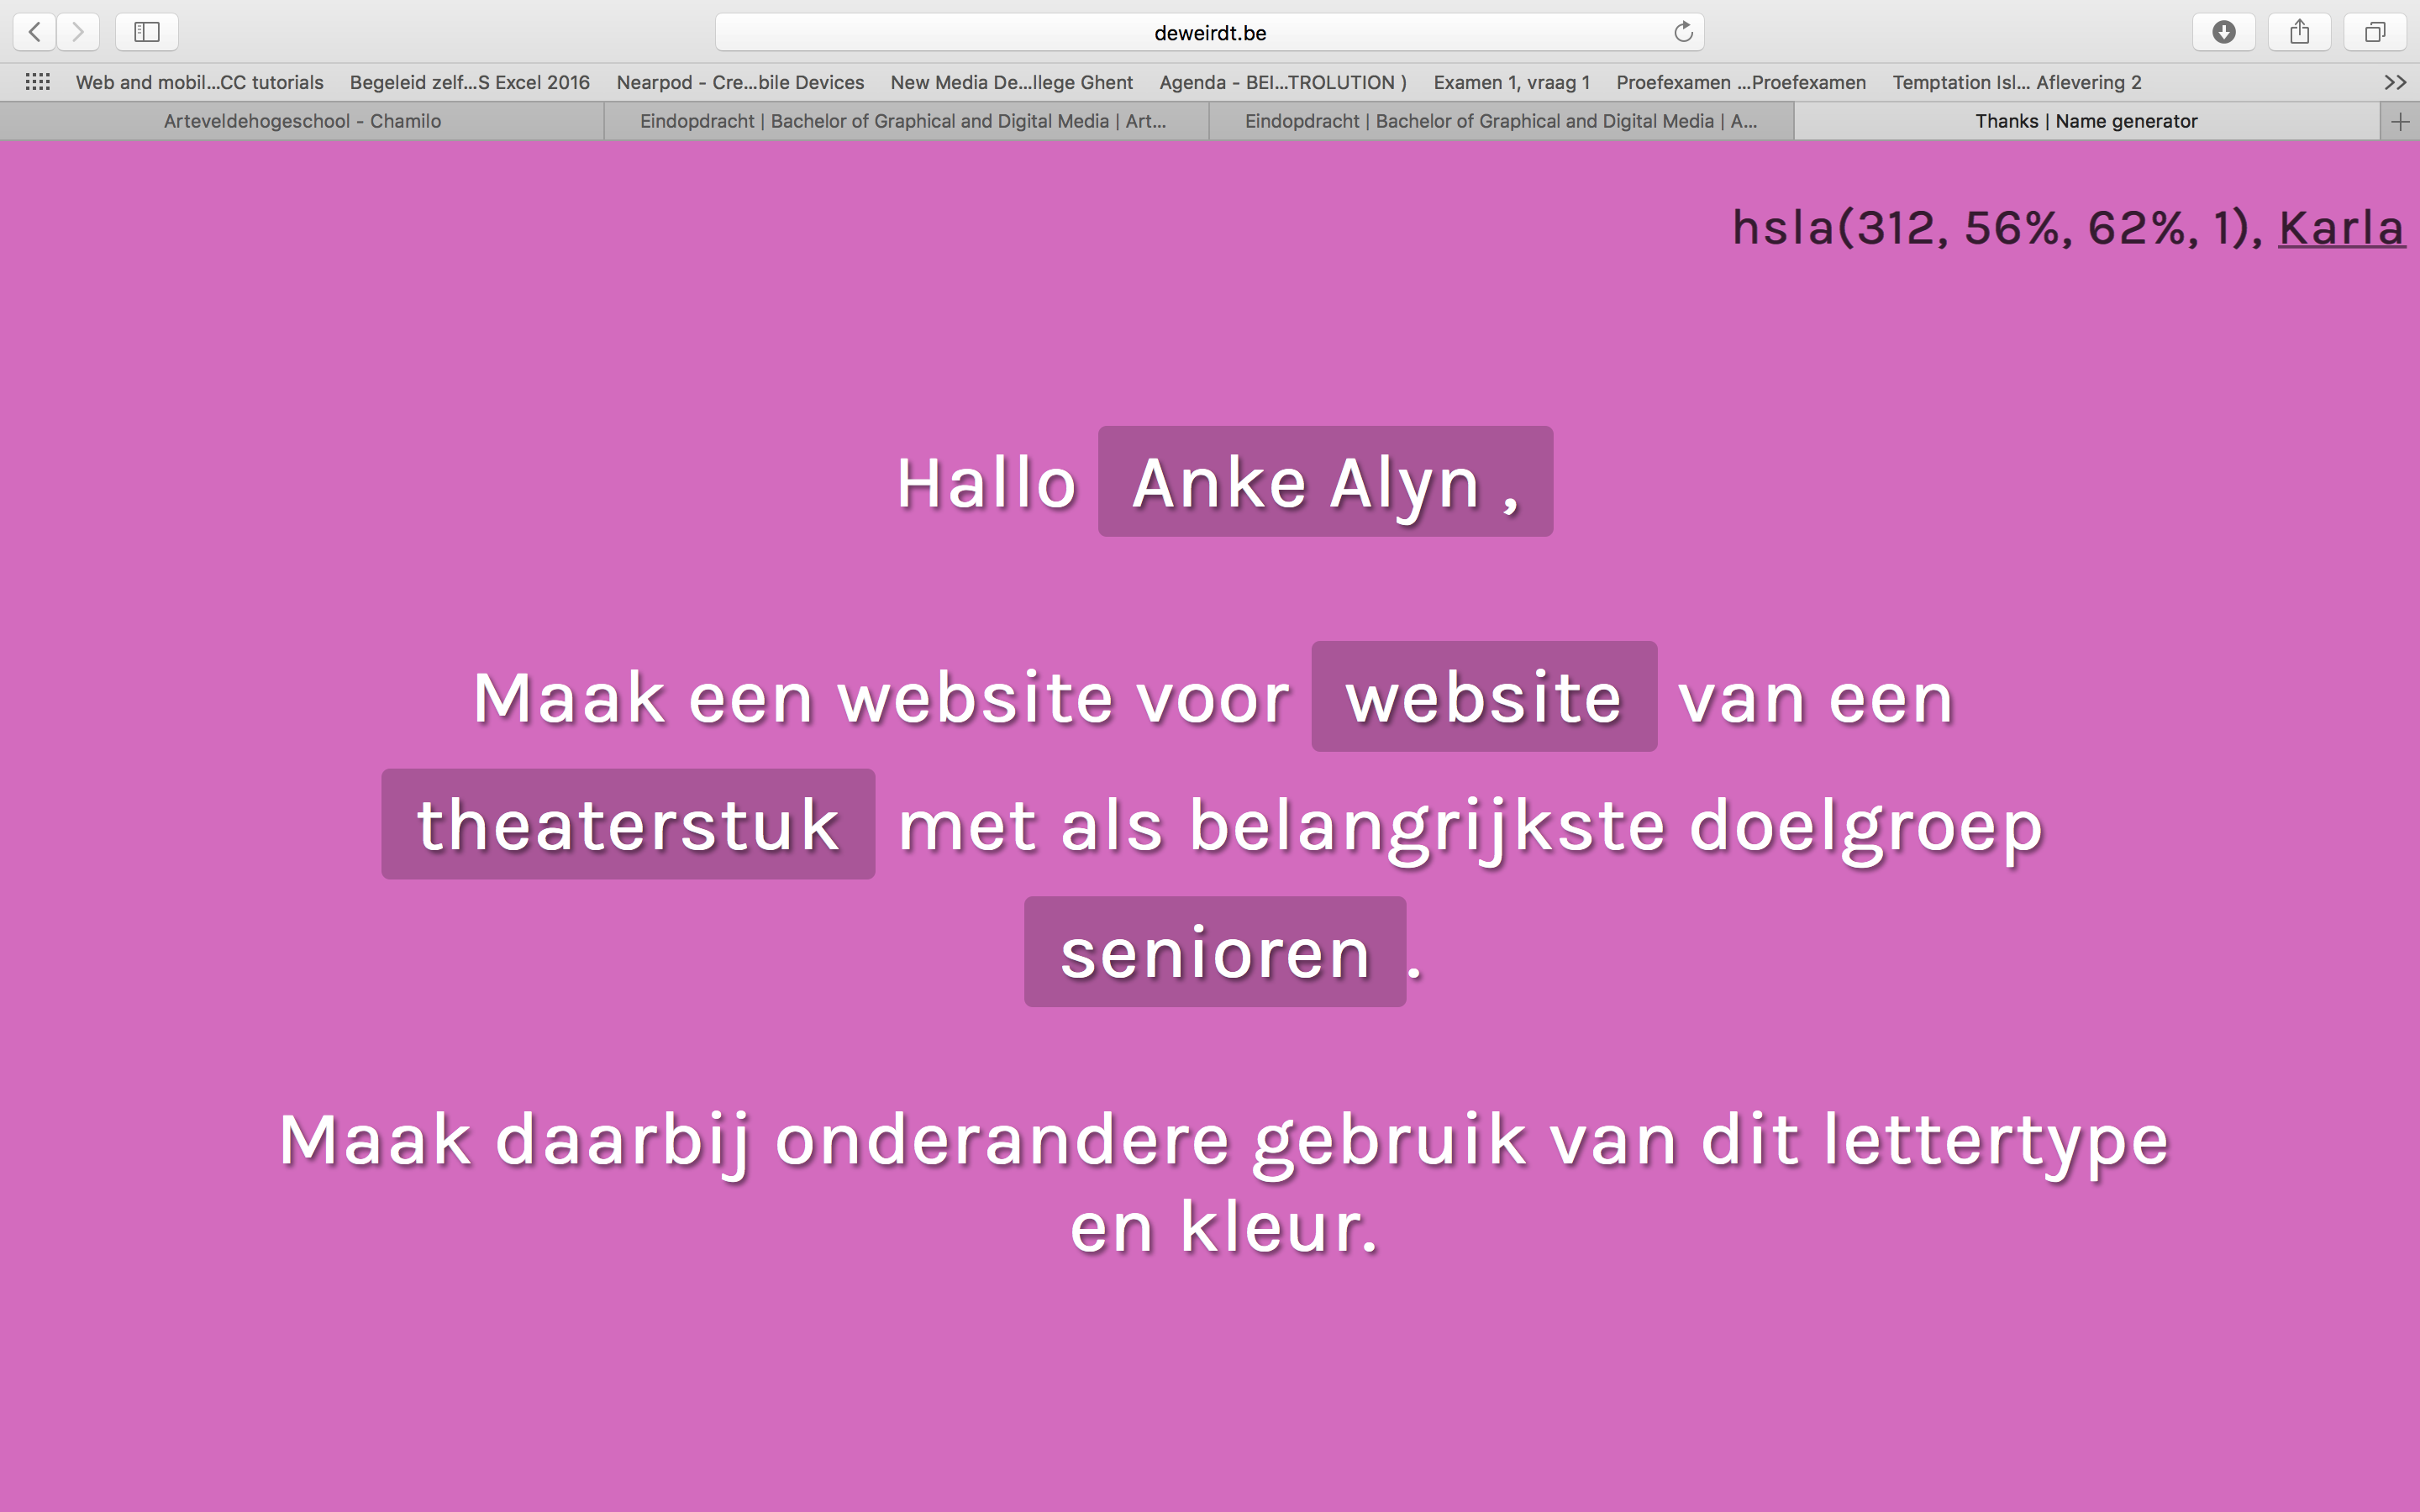 deweirdt.be
Web and mobil...CC tutorials Begeleid zelf...S Excel 2016 Nearpod - Cre...bile Devices New Media De...llege Ghent Agenda - BEI...TROLUTION ) Examen 1, vraag 1 Proefexamen ...Proefexamen Temptation Isl... Aflevering 2
Arteveldehogeschool - Chamilo Eindopdracht | Bachelor of Graphical and Digital Media | Art... Eindopdracht | Bachelor of Graphical and Digital Media | A... Thanks | Name generator
hsla(312, 56%, 62%, 1), Karla
Hallo Anke Alyn ,
Maak een website voor website van een
theaterstuk met als belangrijkste doelgroep
senioren .
Maak daarbij onderandere gebruik van dit lettertype
en kleur.